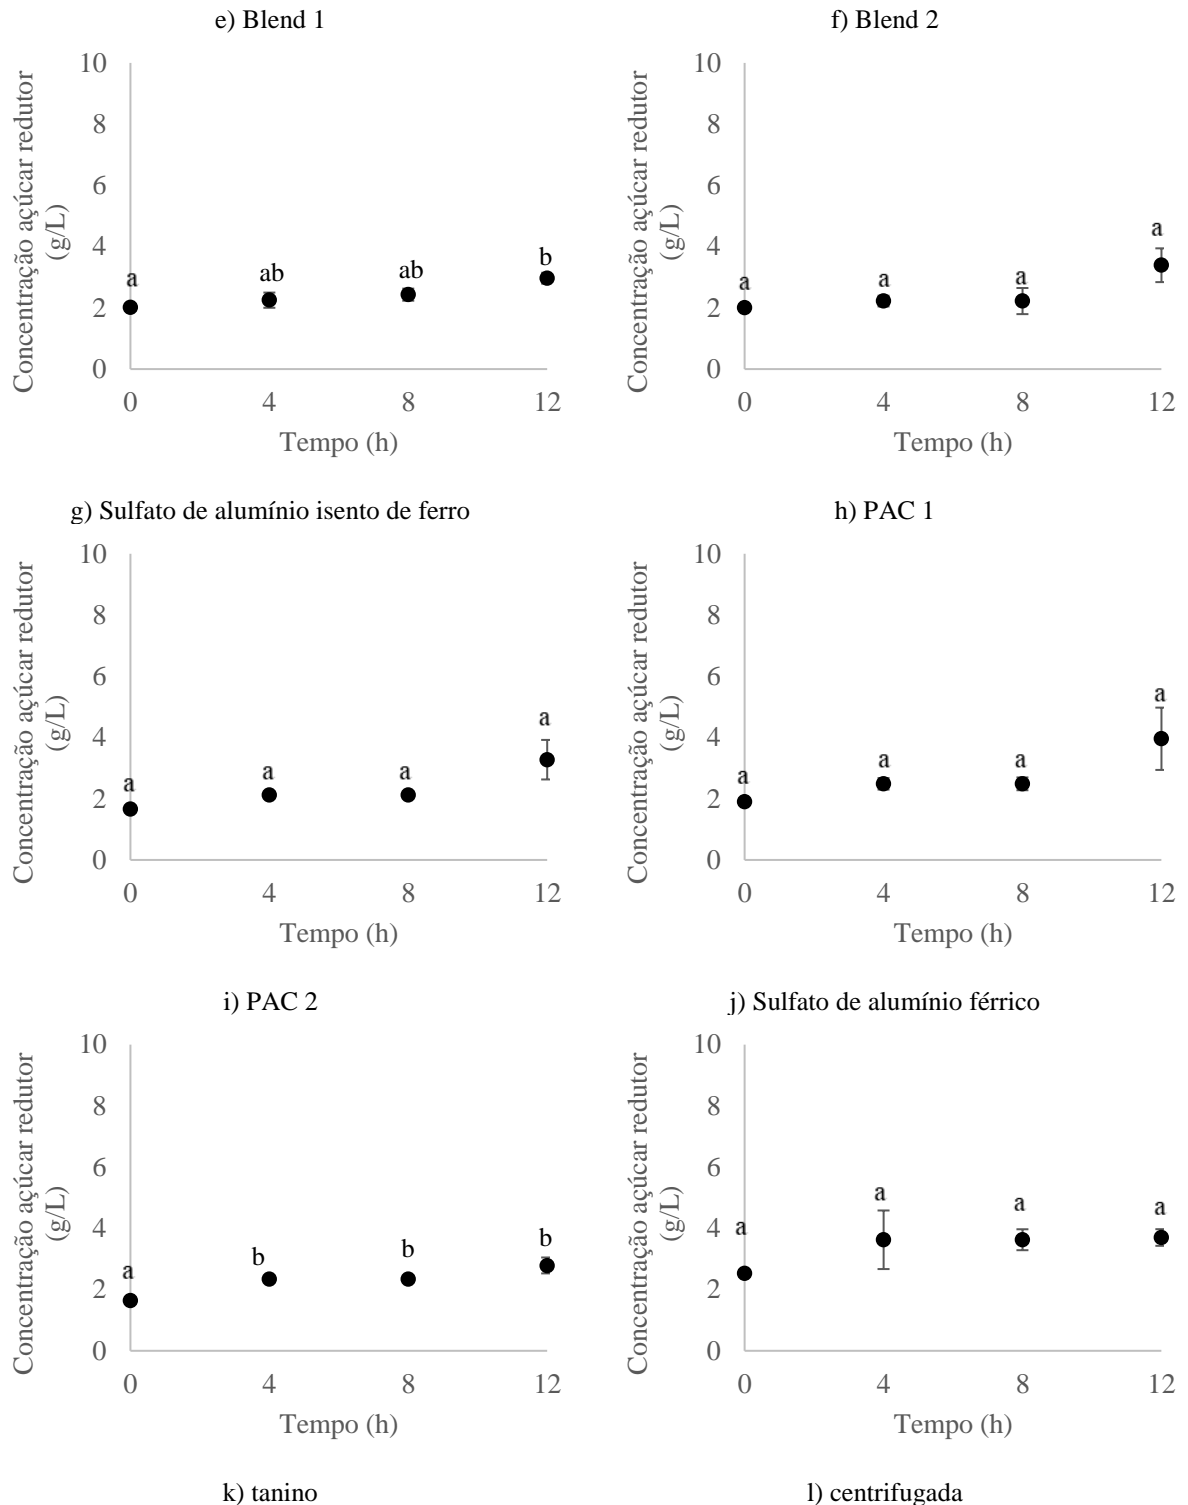 e) Blend 1
Concentração açúcar redutor
(g/L)
10
8
6
4
2
0
a
ab
ab
b
0
4
8
12
Tempo (h)
f) Blend 2
Concentração açúcar redutor
(g/L)
10
8
6
4
2
0
a
a
a
a
0
4
8
12
Tempo (h)
g) Sulfato de alumínio isento de ferro
Concentração açúcar redutor
(g/L)
10
8
6
4
2
0
a
a
a
a
0
4
8
12
Tempo (h)
h) PAC 1
Concentração açúcar redutor
(g/L)
10
8
6
4
2
0
a
a
a
a
0
4
8
12
Tempo (h)
i) PAC 2
Concentração açúcar redutor
(g/L)
10
8
6
4
2
0
a
b
b
b
0
4
8
12
Tempo (h)
j) Sulfato de alumínio férrico
Concentração açúcar redutor
(g/L)
10
8
6
4
2
0
a
a
a
a
0
4
8
12
Tempo (h)
k) tanino
l) centrifugada